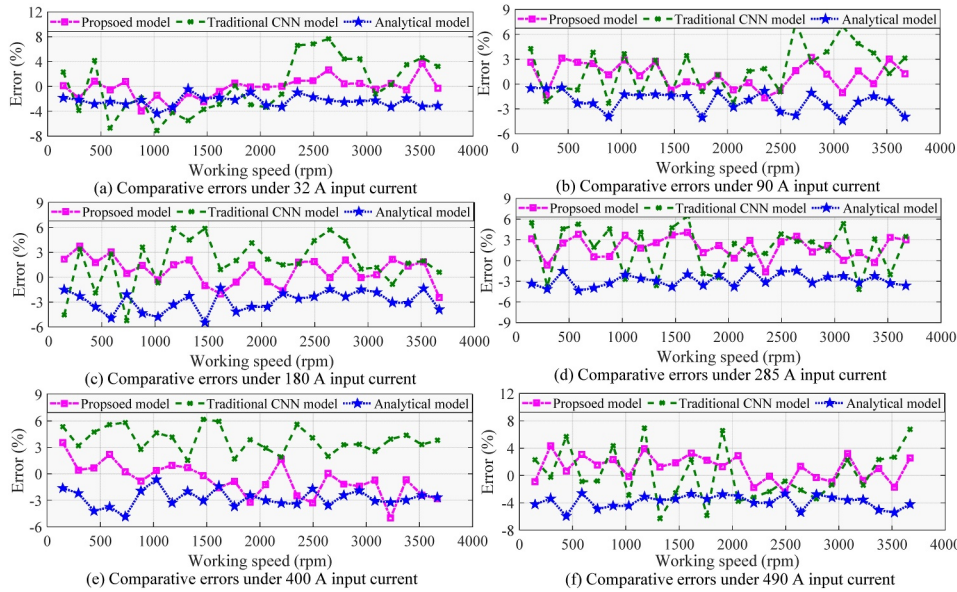 Propsoed model Traditional CNN model Analytical model
Error (%)
12
8
4
0
-4
-8
0 500 1000 1500 2000 2500 3000 3500 4000
Working speed (rpm)
(a) Comparative errors under 32 A input current
Propsoed model Traditional CNN model Analytical model
Error (%)
9
6
3
0
-3
-6
0 500 1000 1500 2000 2500 3000 3500 4000
Working speed (rpm)
(b) Comparative errors under 90 A input current
Propsoed model Traditional CNN model Analytical model
Error (%)
9
6
3
0
-3
-6
0 500 1000 1500 2000 2500 3000 3500 4000
Working speed (rpm)
(c) Comparative errors under 180 A input current
Propsoed model Traditional CNN model Analytical model
Error (%)
9
6
3
0
-3
-6
-9
0 500 1000 1500 2000 2500 3000 3500 4000
Working speed (rpm)
(d) Comparative errors under 285 A input current
Propsoed model Traditional CNN model Analytical model
Error (%)
9
6
3
0
-3
-6
0 500 1000 1500 2000 2500 3000 3500 4000
Working speed (rpm)
(e) Comparative errors under 400 A input current
Propsoed model Traditional CNN model Analytical model
Error (%)
12
8
4
0
-4
-8
0 500 1000 1500 2000 2500 3000 3500 4000
Working speed (rpm)
(f) Comparative errors under 490 A input current